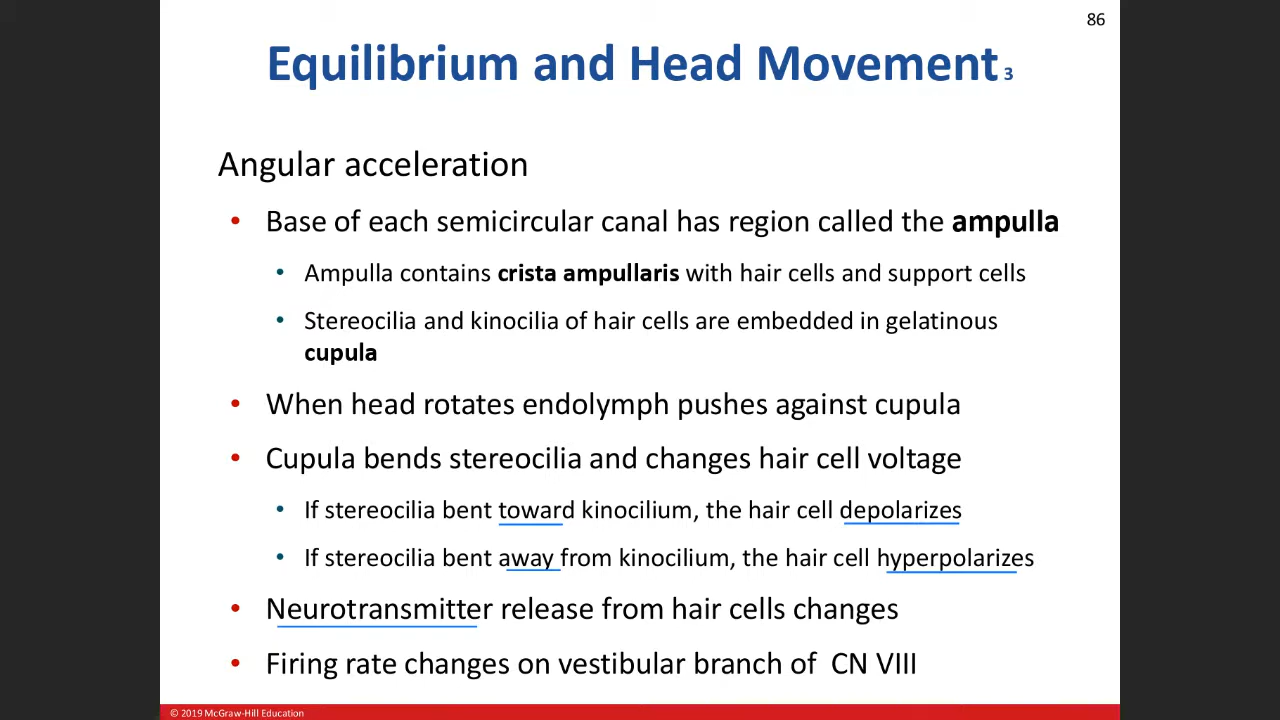 86
Equilibrium and Head Movement 3
Angular acceleration
• Base of each semicircular canal has region called the ampulla
• Ampulla contains crista ampullaris with hair cells and support cells
• Stereocilia and kinocilia of hair cells are embedded in gelatinous
cupula
• When head rotates endolymph pushes against cupula
• Cupula bends stereocilia and changes hair cell voltage
• If stereocilia bent toward kinocilium, the hair cell depolarizes
• If stereocilia bent away from kinocilium, the hair cell hyperpolarizes
• Neurotransmitter release from hair cells changes
• Firing rate changes on vestibular branch of CN VIII
© 2019 McGraw-Hill Education